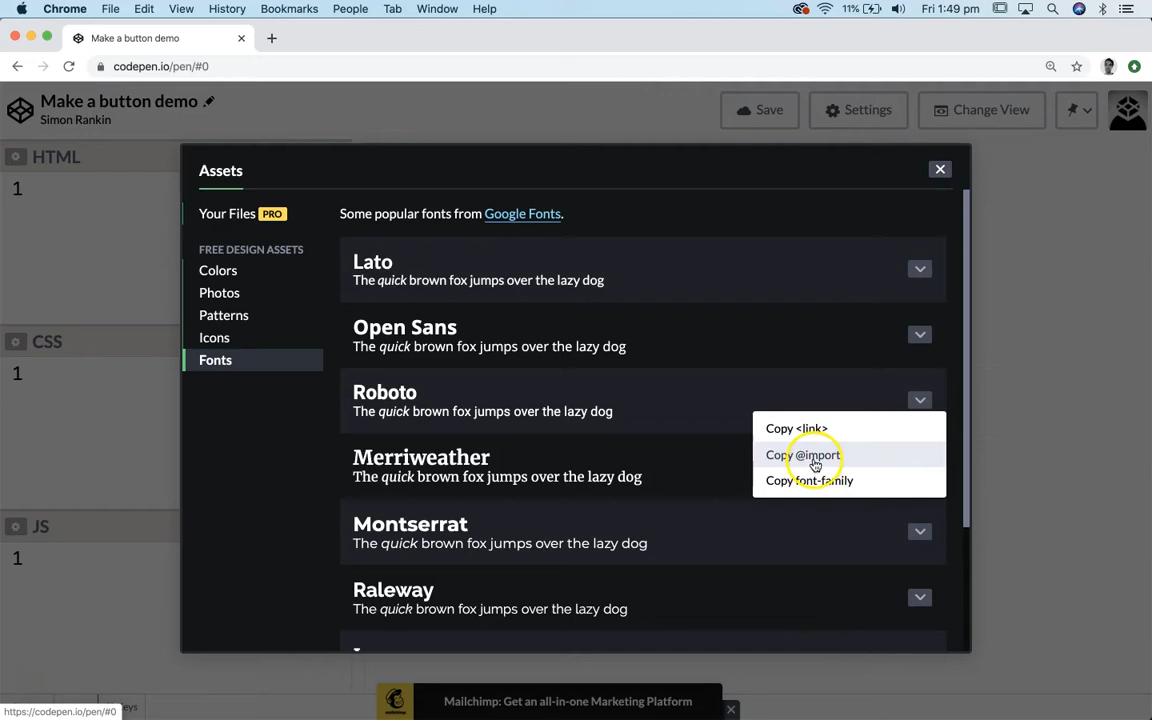 Chrome File Edit View History Bookmarks People Tab Window Help 11% Fri 1:49 pm
Make a button demo
codepen.io/pen/#0
Make a button demo
Simon Rankin
Save Settings Change View
HTML
1
CSS
1
JS
1
Assets
Your Files PRO
FREE DESIGN ASSETS
Colors
Photos
Patterns
Icons
Fonts
Some popular fonts from Google Fonts.
Lato
The quick brown fox jumps over the lazy dog
Open Sans
The quick brown fox jumps over the lazy dog
Roboto
The quick brown fox jumps over the lazy dog
Copy <link>
Copy @import
Copy font-family
Merriweather
The quick brown fox jumps over the lazy dog
Montserrat
The quick brown fox jumps over the lazy dog
Raleway
The quick brown fox jumps over the lazy dog
Mailchimp: Get an all-in-one Marketing Platform
https://codepen.io/pen/#0